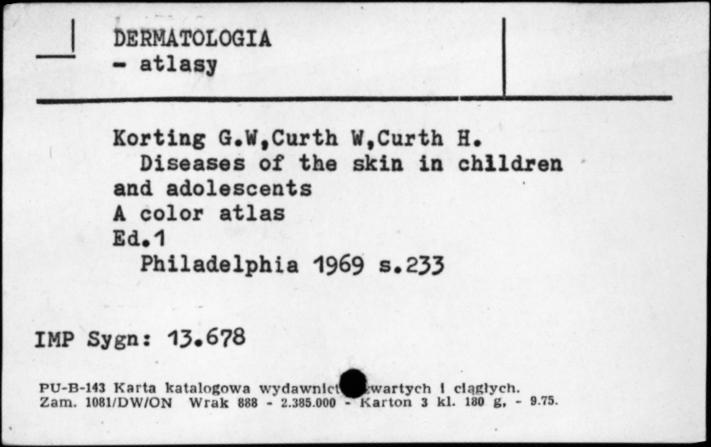 DERMATOLOGIA
- atlasy
Korting G.W,Curth W,Curth H.
Diseases of the skin in children
and adolescents
A color atlas
Ed.1
Philadelphia 1969 s.233
IMP Sygn: 13.678
PU-B-143 Karta katalogowa wydawnict wartych i ciągłych.
Zam. 1081/DW/ON Wrak 888 - 2.385.000 - Karton 3 kl. 180 g, - 9.75.